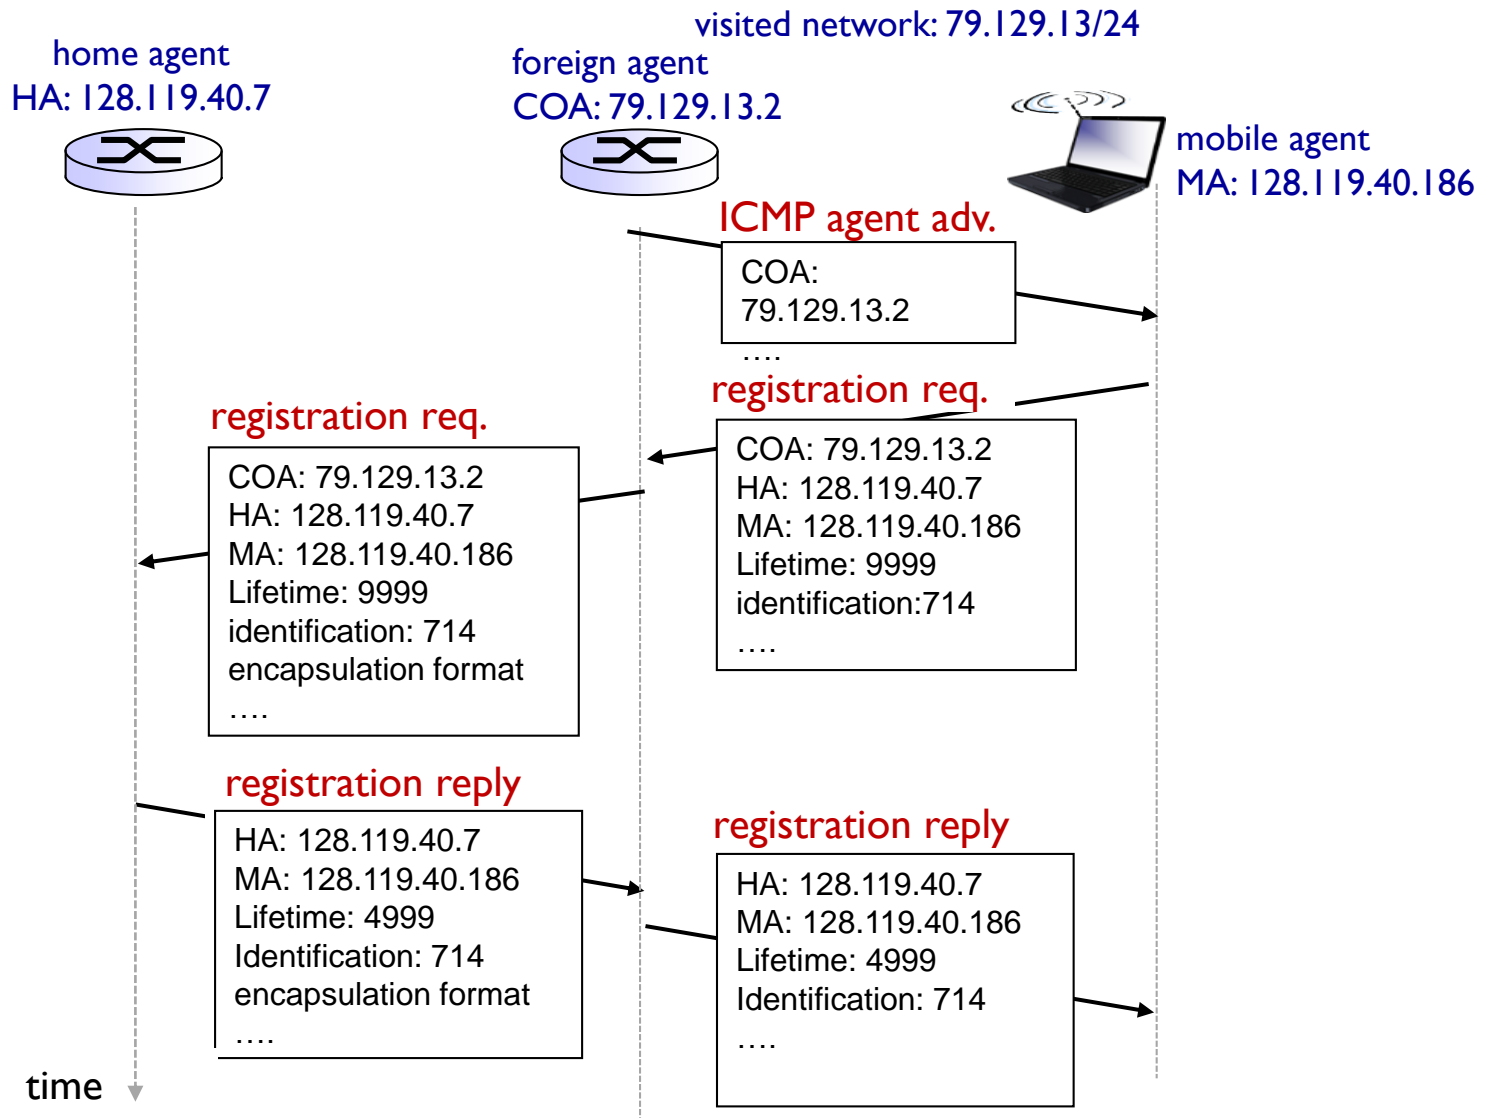 visited network: 79.129.13/24
home agent
HA: 128.119.40.7
foreign agent
COA: 79.129.13.2
mobile agent
MA: 128.119.40.186
ICMP agent adv.
COA:
79.129.13.2
....
registration req.
COA: 79.129.13.2
HA: 128.119.40.7
MA: 128.119.40.186
Lifetime: 9999
identification:714
....
registration req.
COA: 79.129.13.2
HA: 128.119.40.7
MA: 128.119.40.186
Lifetime: 9999
identification: 714
encapsulation format
....
registration reply
HA: 128.119.40.7
MA: 128.119.40.186
Lifetime: 4999
Identification: 714
encapsulation format
....
registration reply
HA: 128.119.40.7
MA: 128.119.40.186
Lifetime: 4999
Identification: 714
....
time